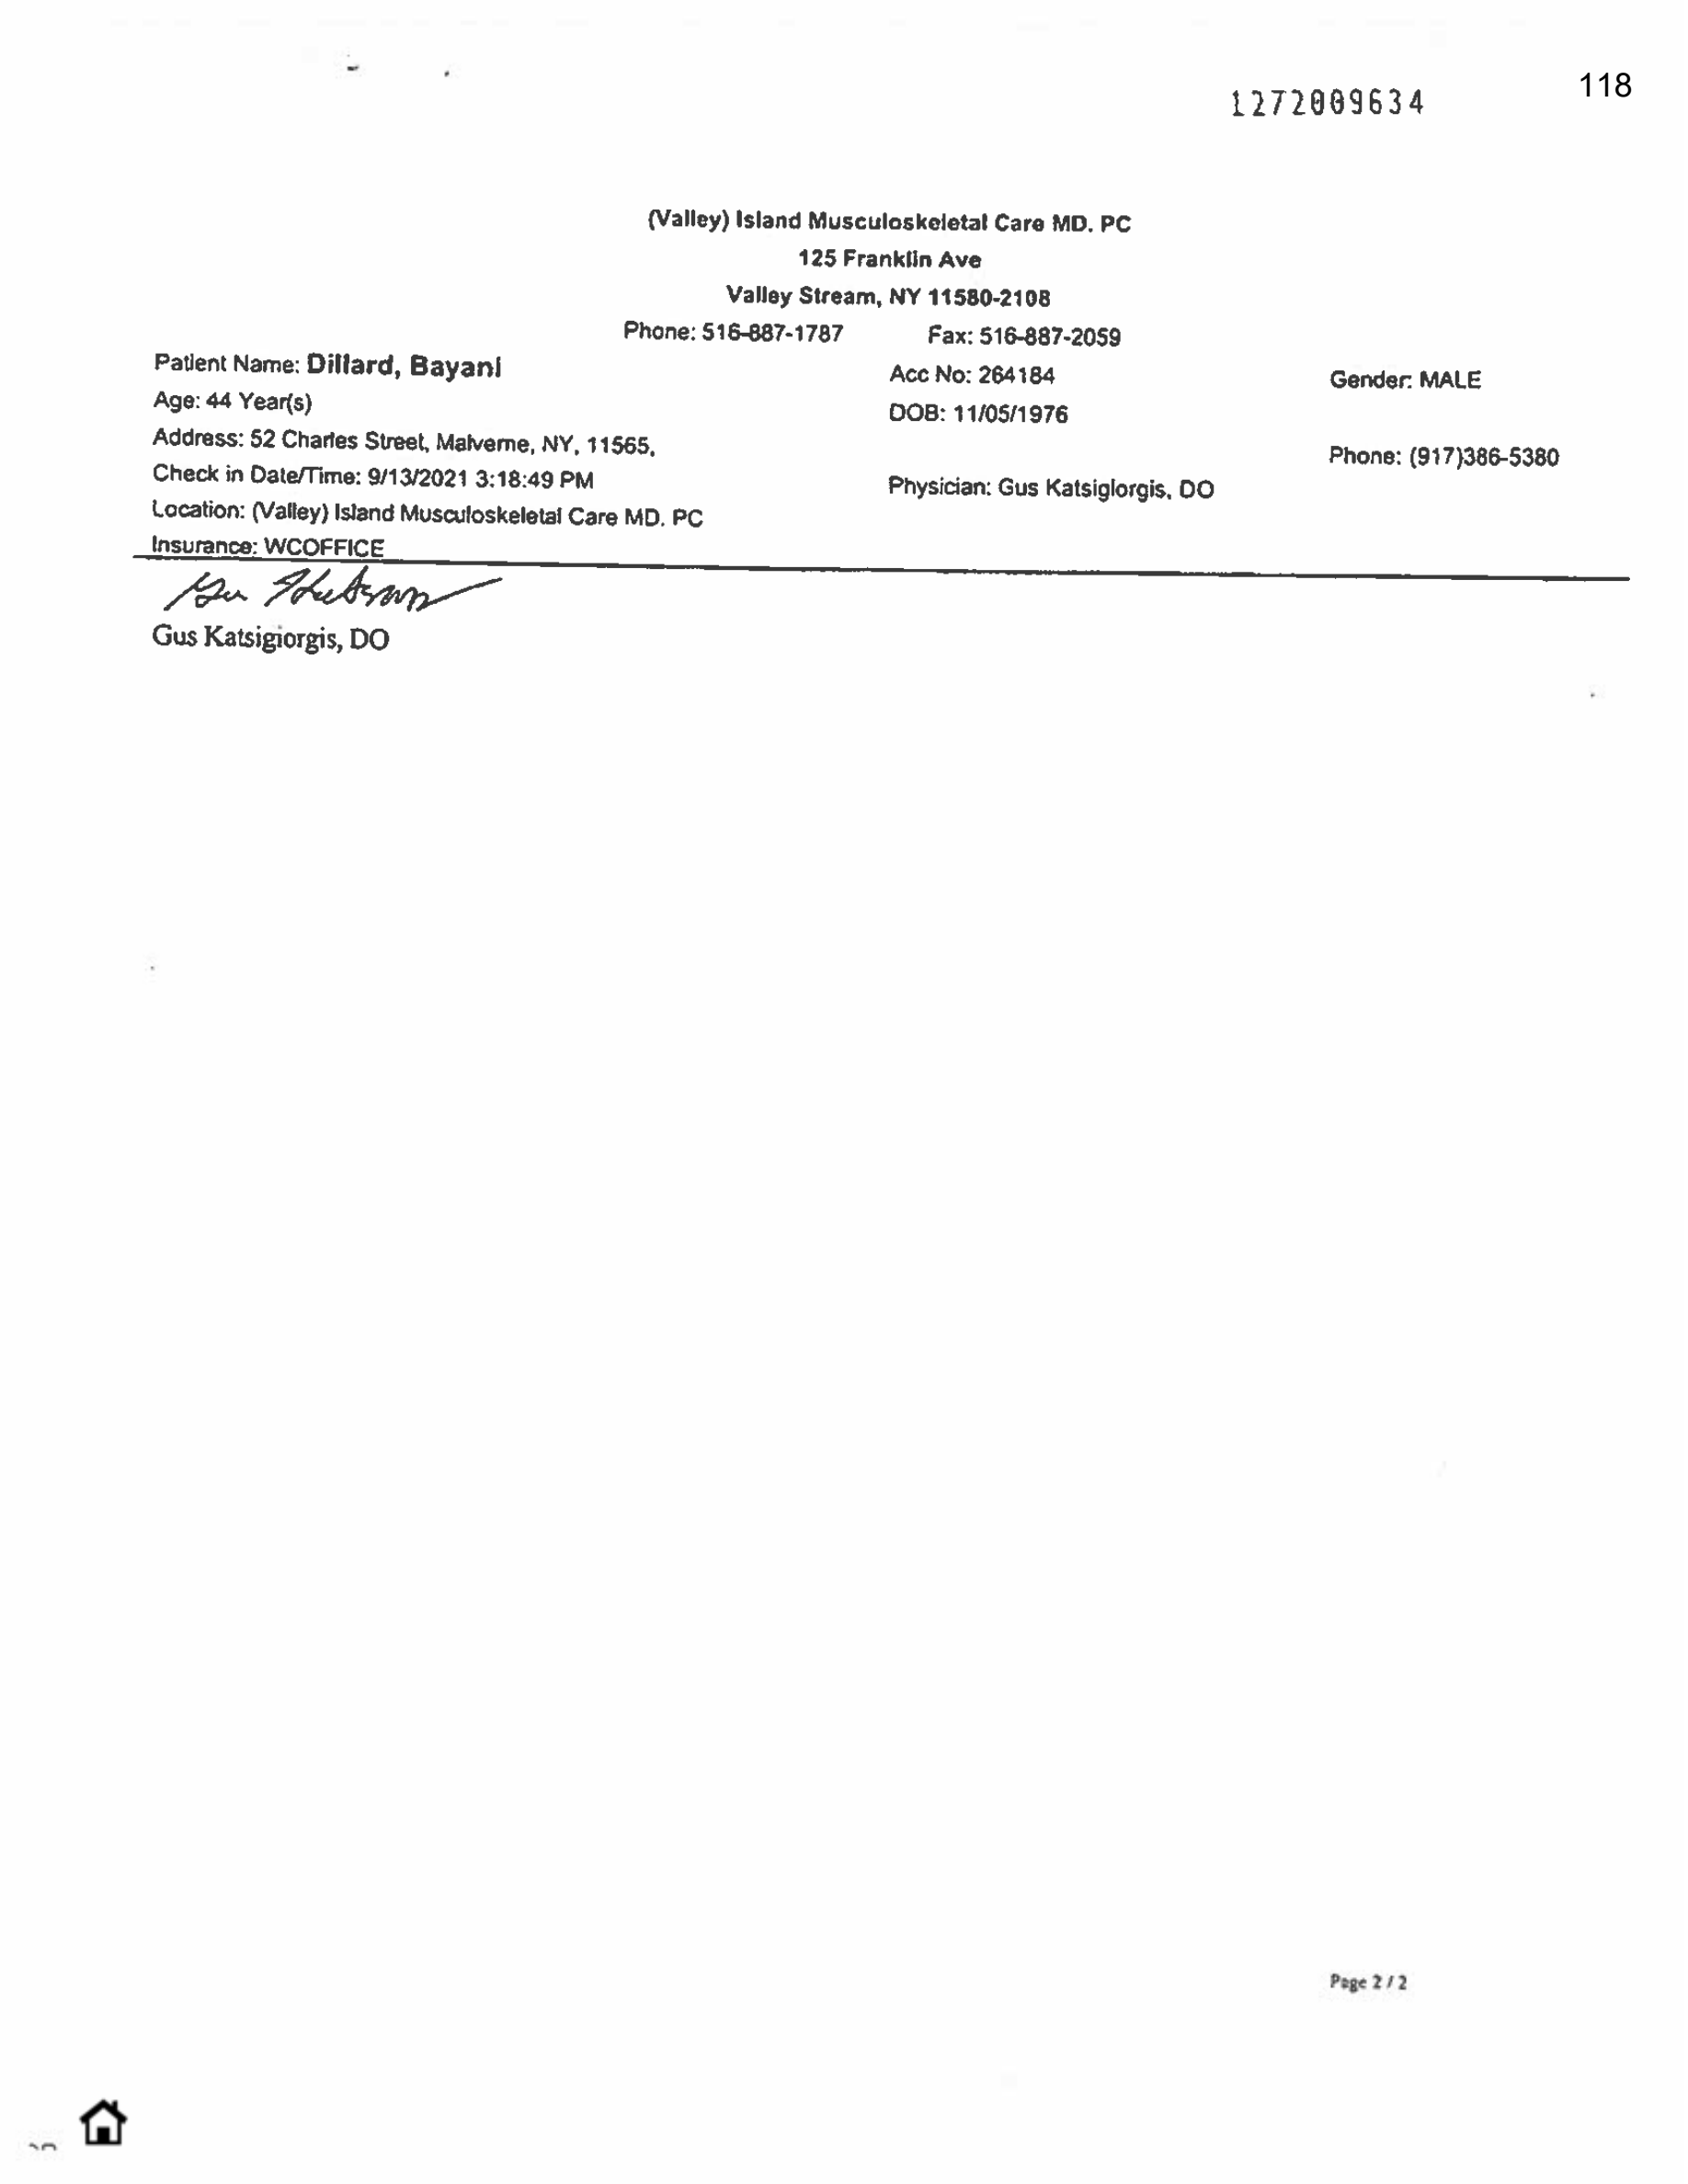 118
1272009634
(Valley) Island Musculoskeletal Care MD. PC
125 Franklin Ave
Valley Stream, NY 11580-2108
Phone: 516-887-1787 Fax: 516-887-2059
Patient Name: Dillard, Bayani Acc No: 264184 Gender: MALE
Age: 44 Year(s) DOB: 11/05/1976
Address: 52 Charles Street, Malverne, NY, 11565, Phone: (917)386-5380
Check in Date/Time: 9/13/2021 3:18:49 PM Physician: Gus Katsigiorgis, DO
Location: (Valley) Island Musculoskeletal Care MD. PC
Insurance: WCOFFICE
Gus Katsigiorgis, DO
Page 2 / 2